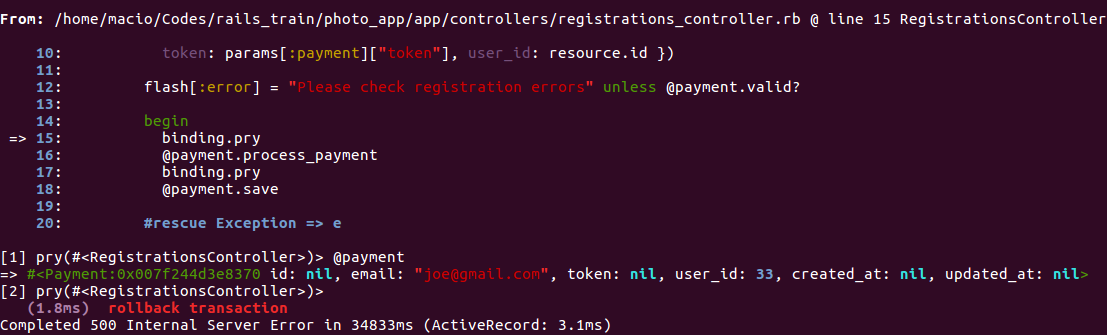 From: /home/macio/Codes/rails_train/photo_app/app/controllers/registrations_controller.rb @ line 15 RegistrationsController
10: token: params[:payment]["token"], user_id: resource.id })
11:
12: flash[:error] = "Please check registration errors" unless @payment.valid?
13:
14: begin
=> 15: binding.pry
16: @payment.process_payment
17: binding.pry
18: @payment.save
19:
20: #rescue Exception => e
[1] pry(#<RegistrationsController>)> @payment
=> #<Payment:0x007f244d3e8370 id: nil, email: "joe@gmail.com", token: nil, user_id: 33, created_at: nil, updated_at: nil>
[2] pry(#<RegistrationsController>)>
(1.8ms) rollback transaction
Completed 500 Internal Server Error in 34833ms (ActiveRecord: 3.1ms)